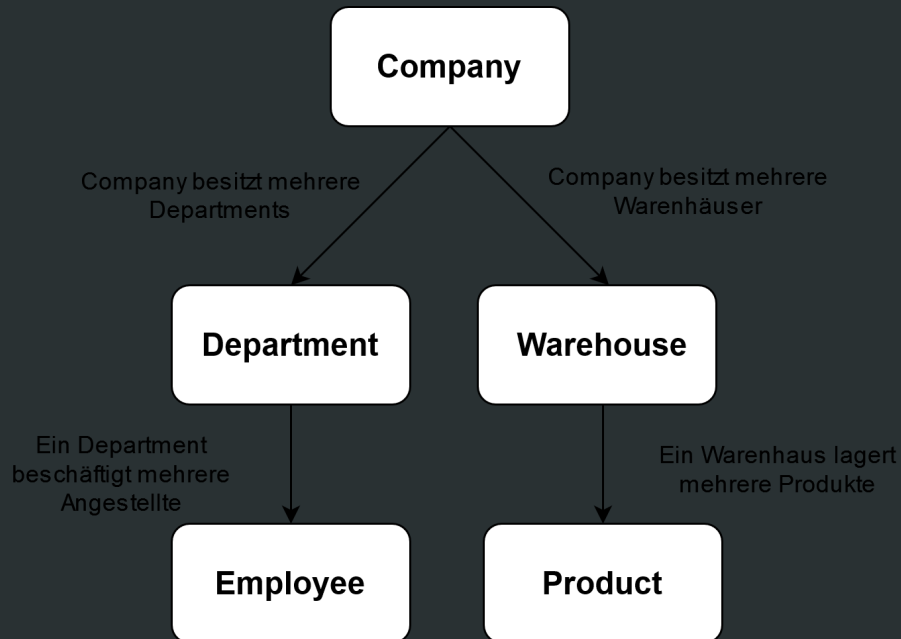 Company
Company besitzt mehrere
Departments
Company besitzt mehrere
Warenhäuser
Department
Warehouse
Ein Department
beschäftigt mehrere
Angestellte
Ein Warenhaus lagert
mehrere Produkte
Employee
Product